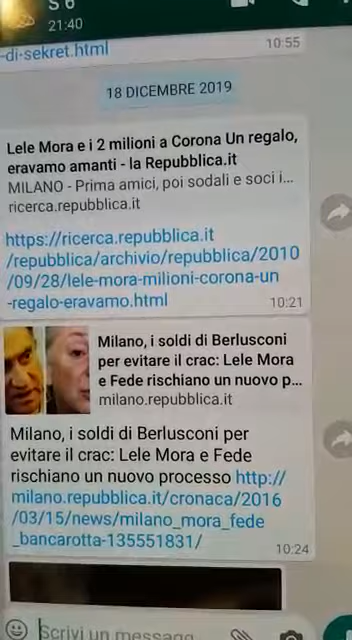 21:40
-di-sekret.html
10:55
18 DICEMBRE 2019
Lele Mora e i 2 milioni a Corona Un regalo,
eravamo amanti - la Repubblica.it
MILANO - Prima amici, poi sodali e soci i...
ricerca.repubblica.it
https://ricerca.repubblica.it
/repubblica/archivio/repubblica/2010
/09/28/lele-mora-milioni-corona-un
-regalo-eravamo.html
10:21
Milano, i soldi di Berlusconi
per evitare il crac: Lele Mora
e Fede rischiano un nuovo p...
milano.repubblica.it
Milano, i soldi di Berlusconi per
evitare il crac: Lele Mora e Fede
rischiano un nuovo processo http://
milano.repubblica.it/cronaca/2016
/03/15/news/milano_mora_fede
_bancarotta-135551831/
10:24
Scrivi un messagg